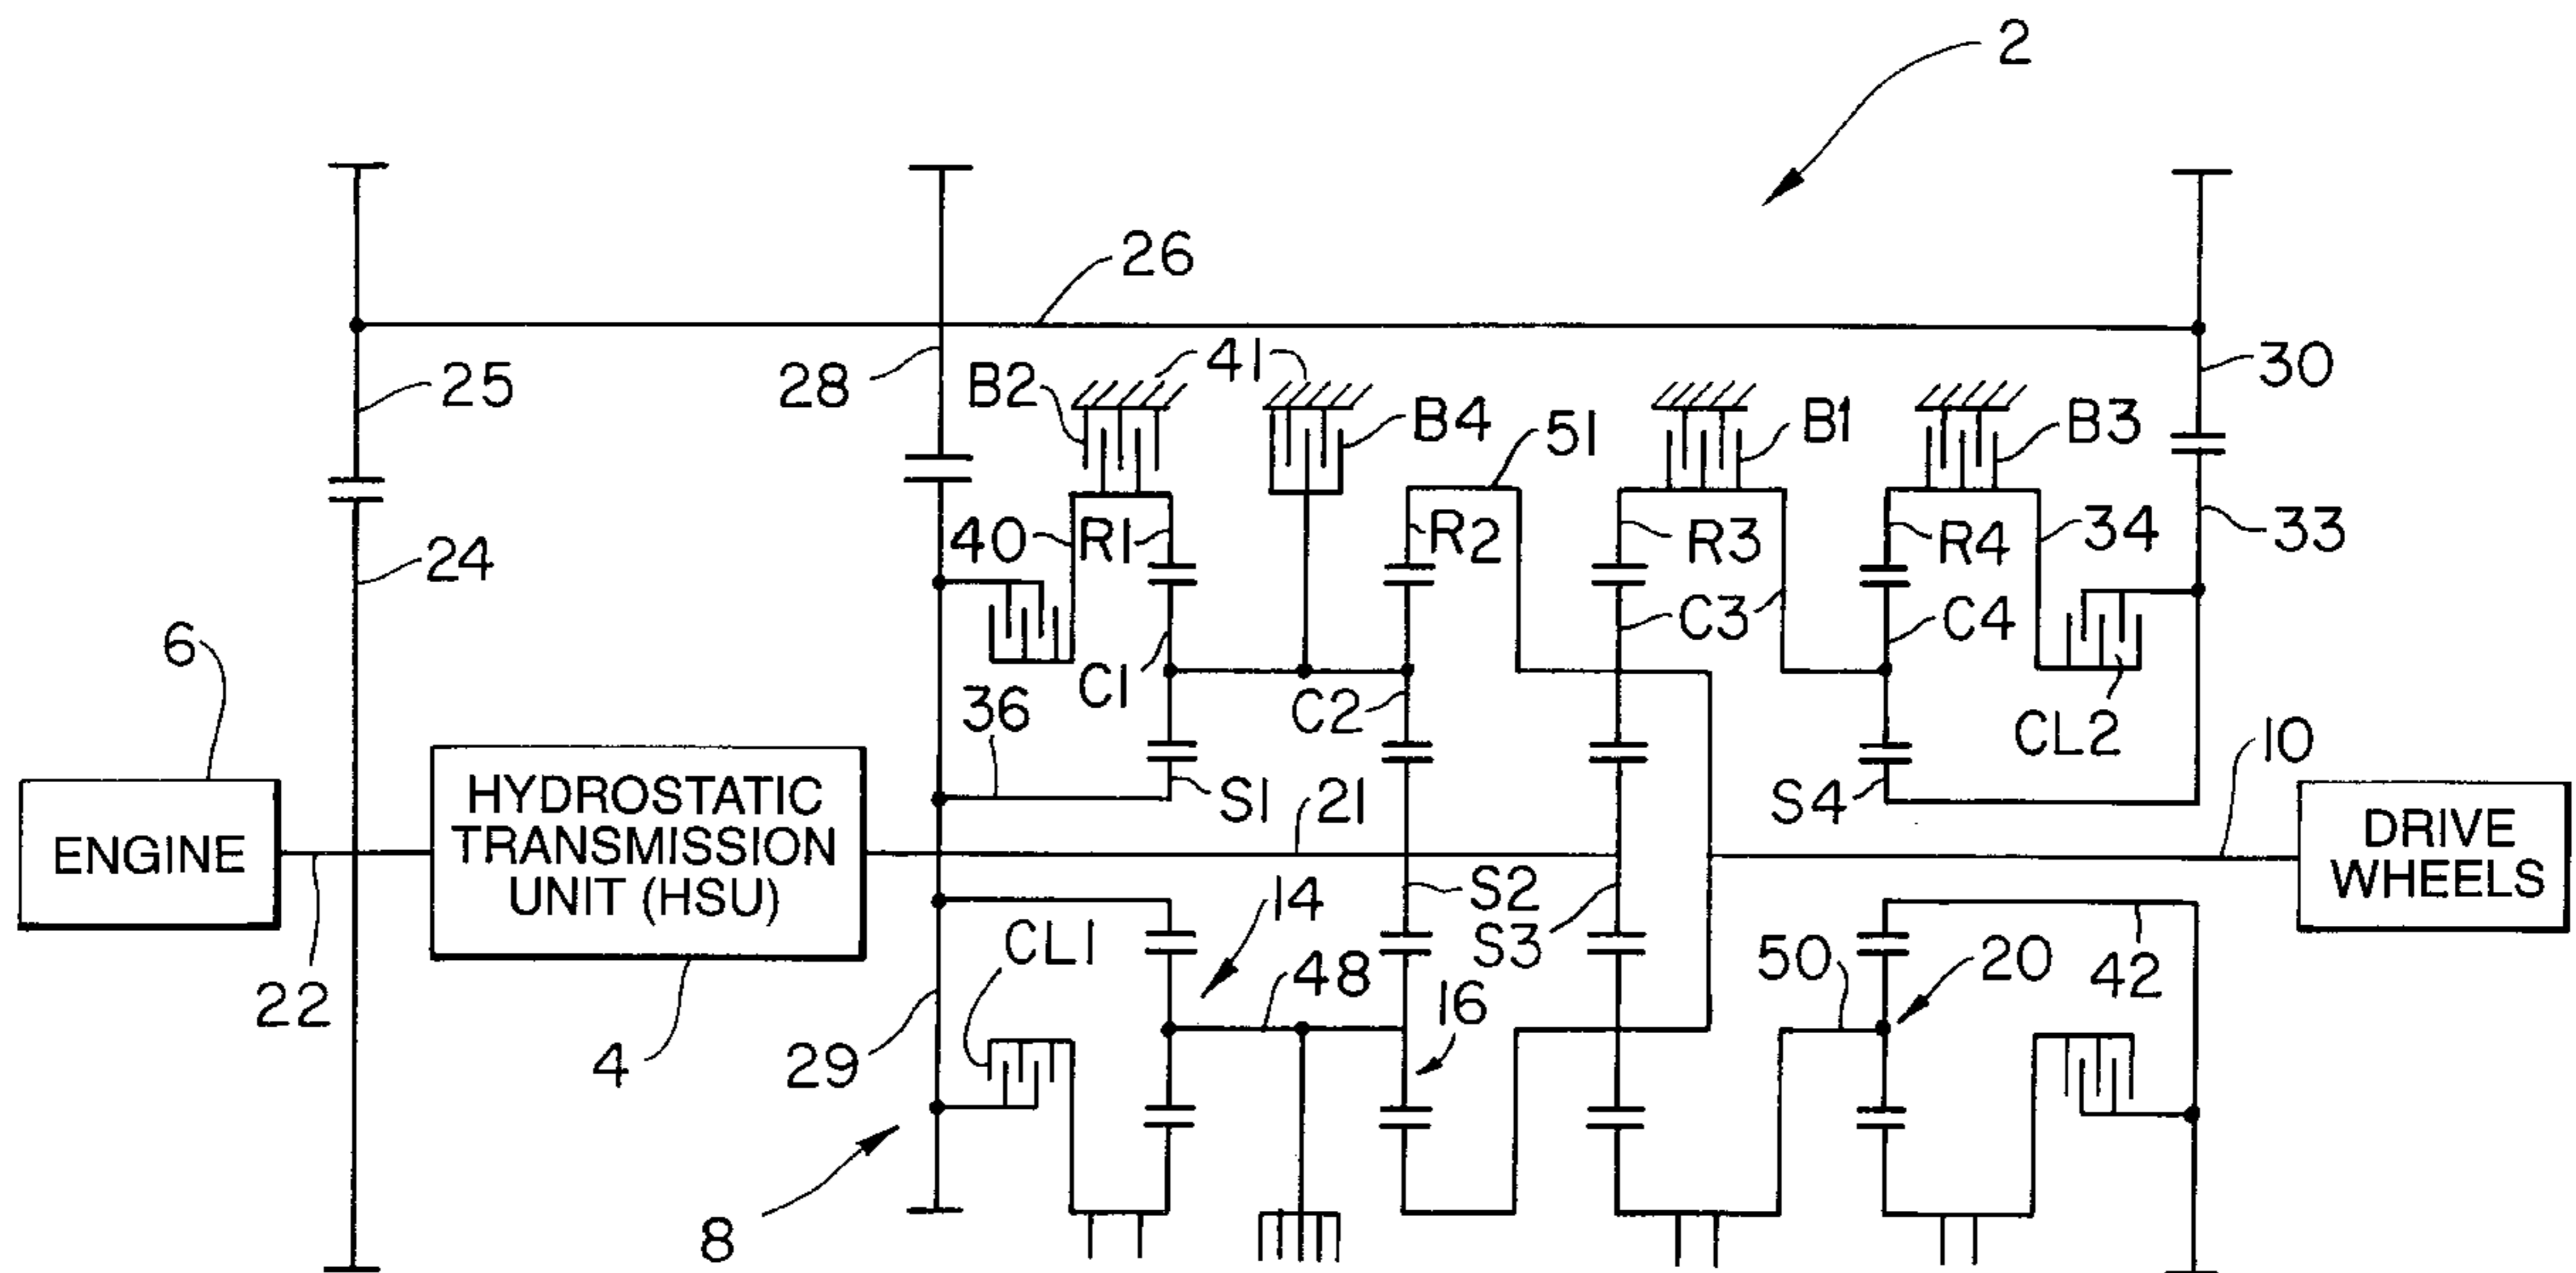 2
26
25
28
B2
41
B4
51
B1
B3
30
24
40
R1
R2
R3
R4
34
33
6
C1
C2
C3
C4
36
CL2
10
ENGINE
HYDROSTATIC
TRANSMISSION
UNIT (HSU)
S1
21
S4
DRIVE
WHEELS
22
4
29
CL1
14
48
S2
S3
16
50
20
42
8